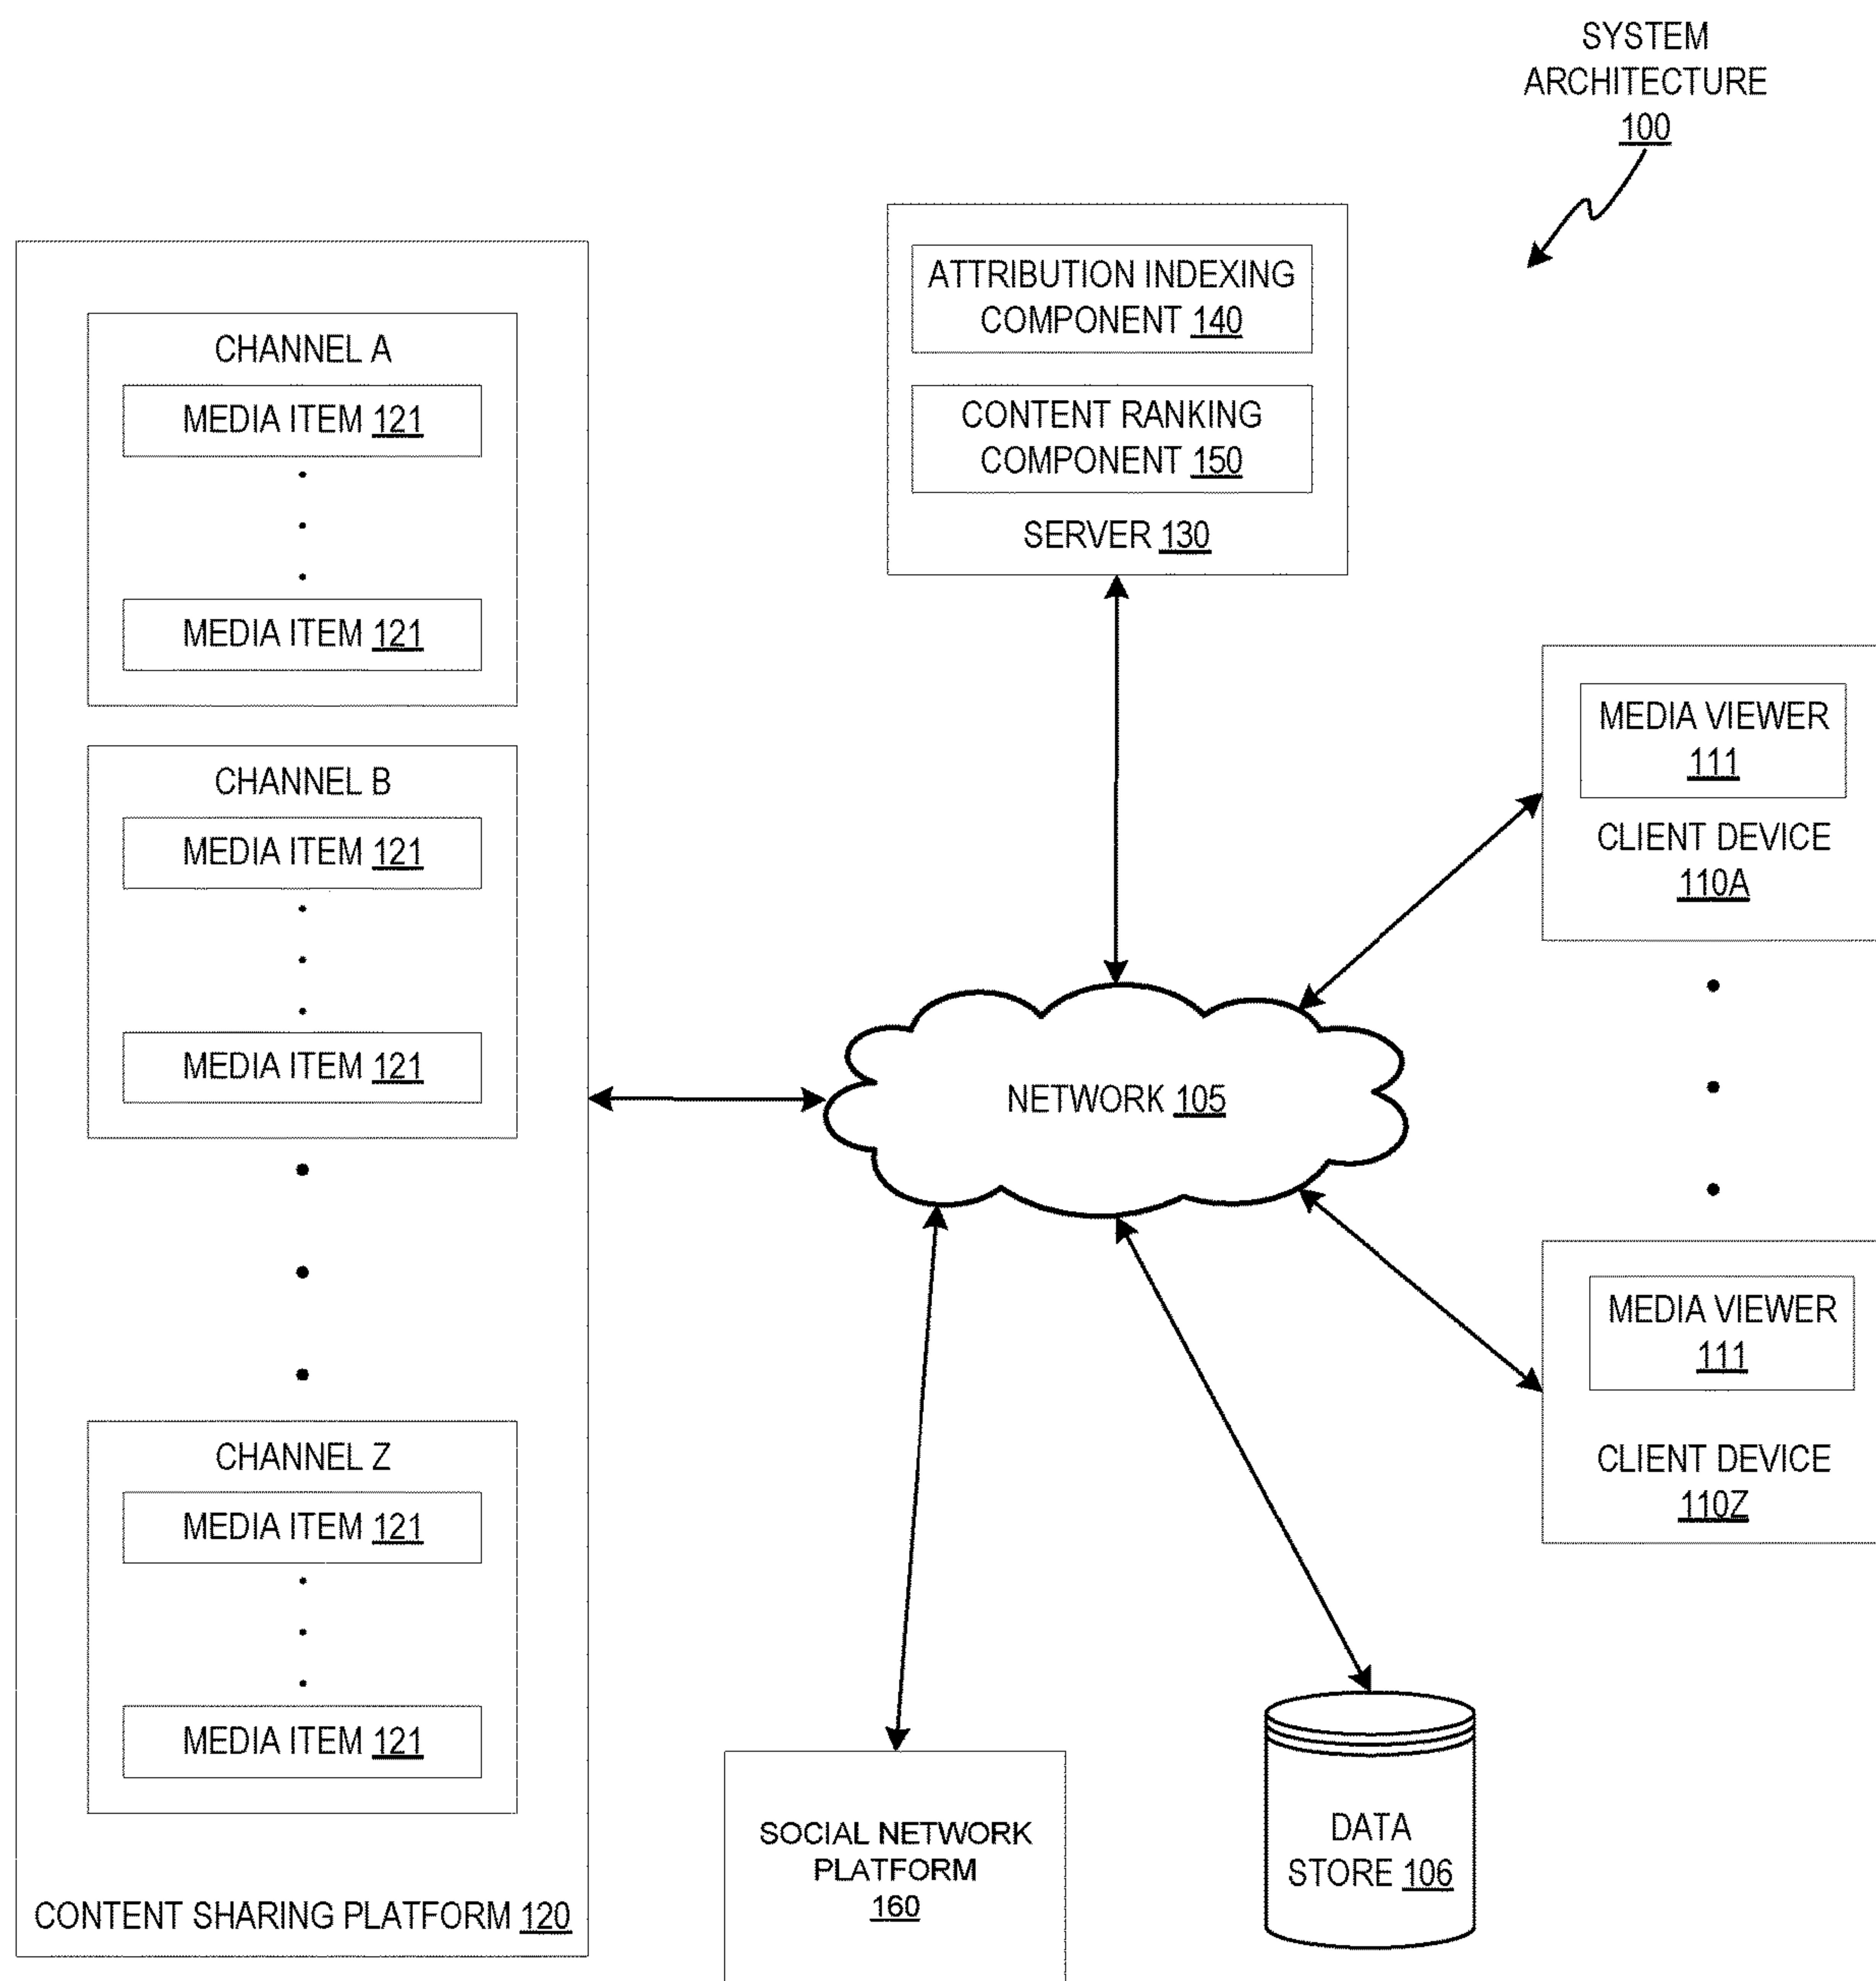 SYSTEM
ARCHITECTURE
100
CHANNEL A
MEDIA ITEM 121
MEDIA ITEM 121
CHANNEL B
MEDIA ITEM 121
MEDIA ITEM 121
CHANNEL Z
MEDIA ITEM 121
MEDIA ITEM 121
CONTENT SHARING PLATFORM 120
ATTRIBUTION INDEXING
COMPONENT 140
CONTENT RANKING
COMPONENT 150
SERVER 130
NETWORK 105
MEDIA VIEWER
111
CLIENT DEVICE
110A
MEDIA VIEWER
111
CLIENT DEVICE
110Z
SOCIAL NETWORK
PLATFORM
160
DATA
STORE 106